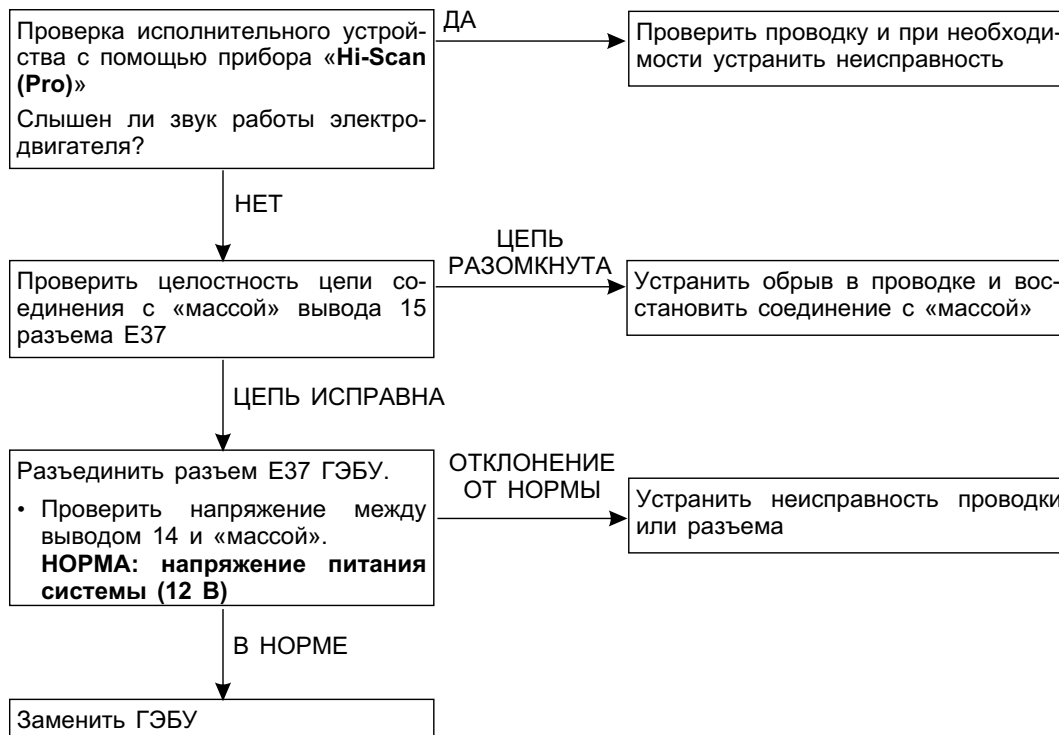 Проверка исполнительного устрой-
ства с помощью прибора «Hi-Scan
(Pro)»
Слышен ли звук работы электро-
двигателя?
ДА
Проверить проводку и при необходи-
мости устранить неисправность
НЕТ
Проверить целостность цепи со-
единения с «массой» вывода 15
разъема Е37
ЦЕПЬ
РАЗОМКНУТА
Устранить обрыв в проводке и вос-
становить соединение с «массой»
ЦЕПЬ ИСПРАВНА
Разъединить разъем Е37 ГЭБУ.
• Проверить напряжение между
выводом 14 и «массой».
НОРМА: напряжение питания
системы (12 В)
ОТКЛОНЕНИЕ
ОТ НОРМЫ
Устранить неисправность проводки
или разъема
В НОРМЕ
Заменить ГЭБУ